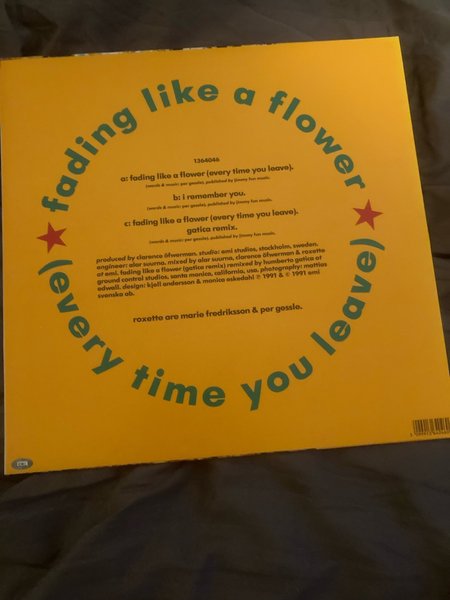 fading like a flower
(every time you leave)
1364046
a: fading like a flower (every time you leave).
(words & music: per gessle), published by jimmy fun music.
b: i remember you.
(words & music: per gessle), published by jimmy fun music.
c: fading like a flower (every time you leave).
gatica remix.
(words & music: per gessle), published by jimmy fun music.
produced by clarence öfwerman. studio: emi studios, stockholm, sweden.
engineer: alar suurna. mixed by alar suurna, clarence öfwerman & roxette
at emi. fading like a flower (gatica remix) remixed by humberto gatica at
ground control studios, santa monica, california, usa. photography: mattias
edwall. design: kjell andersson & monica askedahl ℗ 1991 & © 1991 emi
svenska ab.
roxette are marie fredriksson & per gessle.
EMI